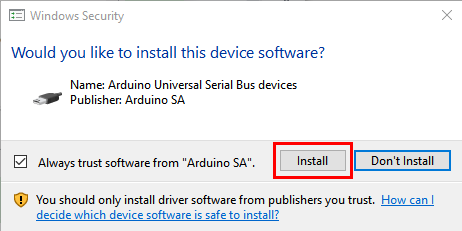 Windows Security
Would you like to install this device software?
Name: Arduino Universal Serial Bus devices
Publisher: Arduino SA
Always trust software from "Arduino SA".
Install
Don't Install
You should only install driver software from publishers you trust. How can I
decide which device software is safe to install?